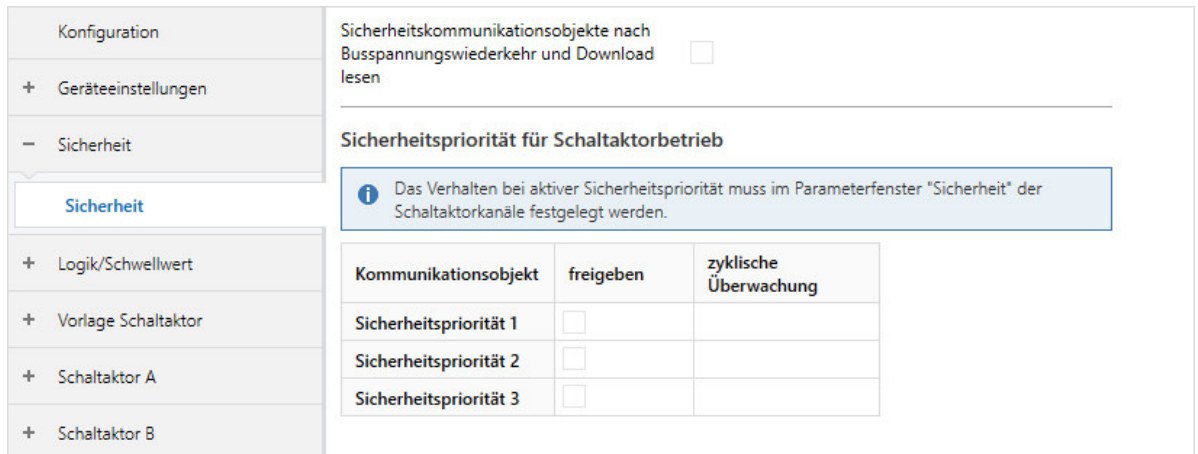 Konfiguration
+ Geräteeinstellungen
− Sicherheit
Sicherheit
+ Logik/Schwellwert
+ Vorlage Schaltaktor
+ Schaltaktor A
+ Schaltaktor B
Sicherheitskommunikationsobjekte nach
Busspannungswiederkehr und Download
lesen
Sicherheitspriorität für Schaltaktorbetrieb
Das Verhalten bei aktiver Sicherheitspriorität muss im Parameterfenster "Sicherheit" der
Schaltaktorkanäle festgelegt werden.
Kommunikationsobjekt freigeben zyklische
Überwachung
Sicherheitspriorität 1
Sicherheitspriorität 2
Sicherheitspriorität 3